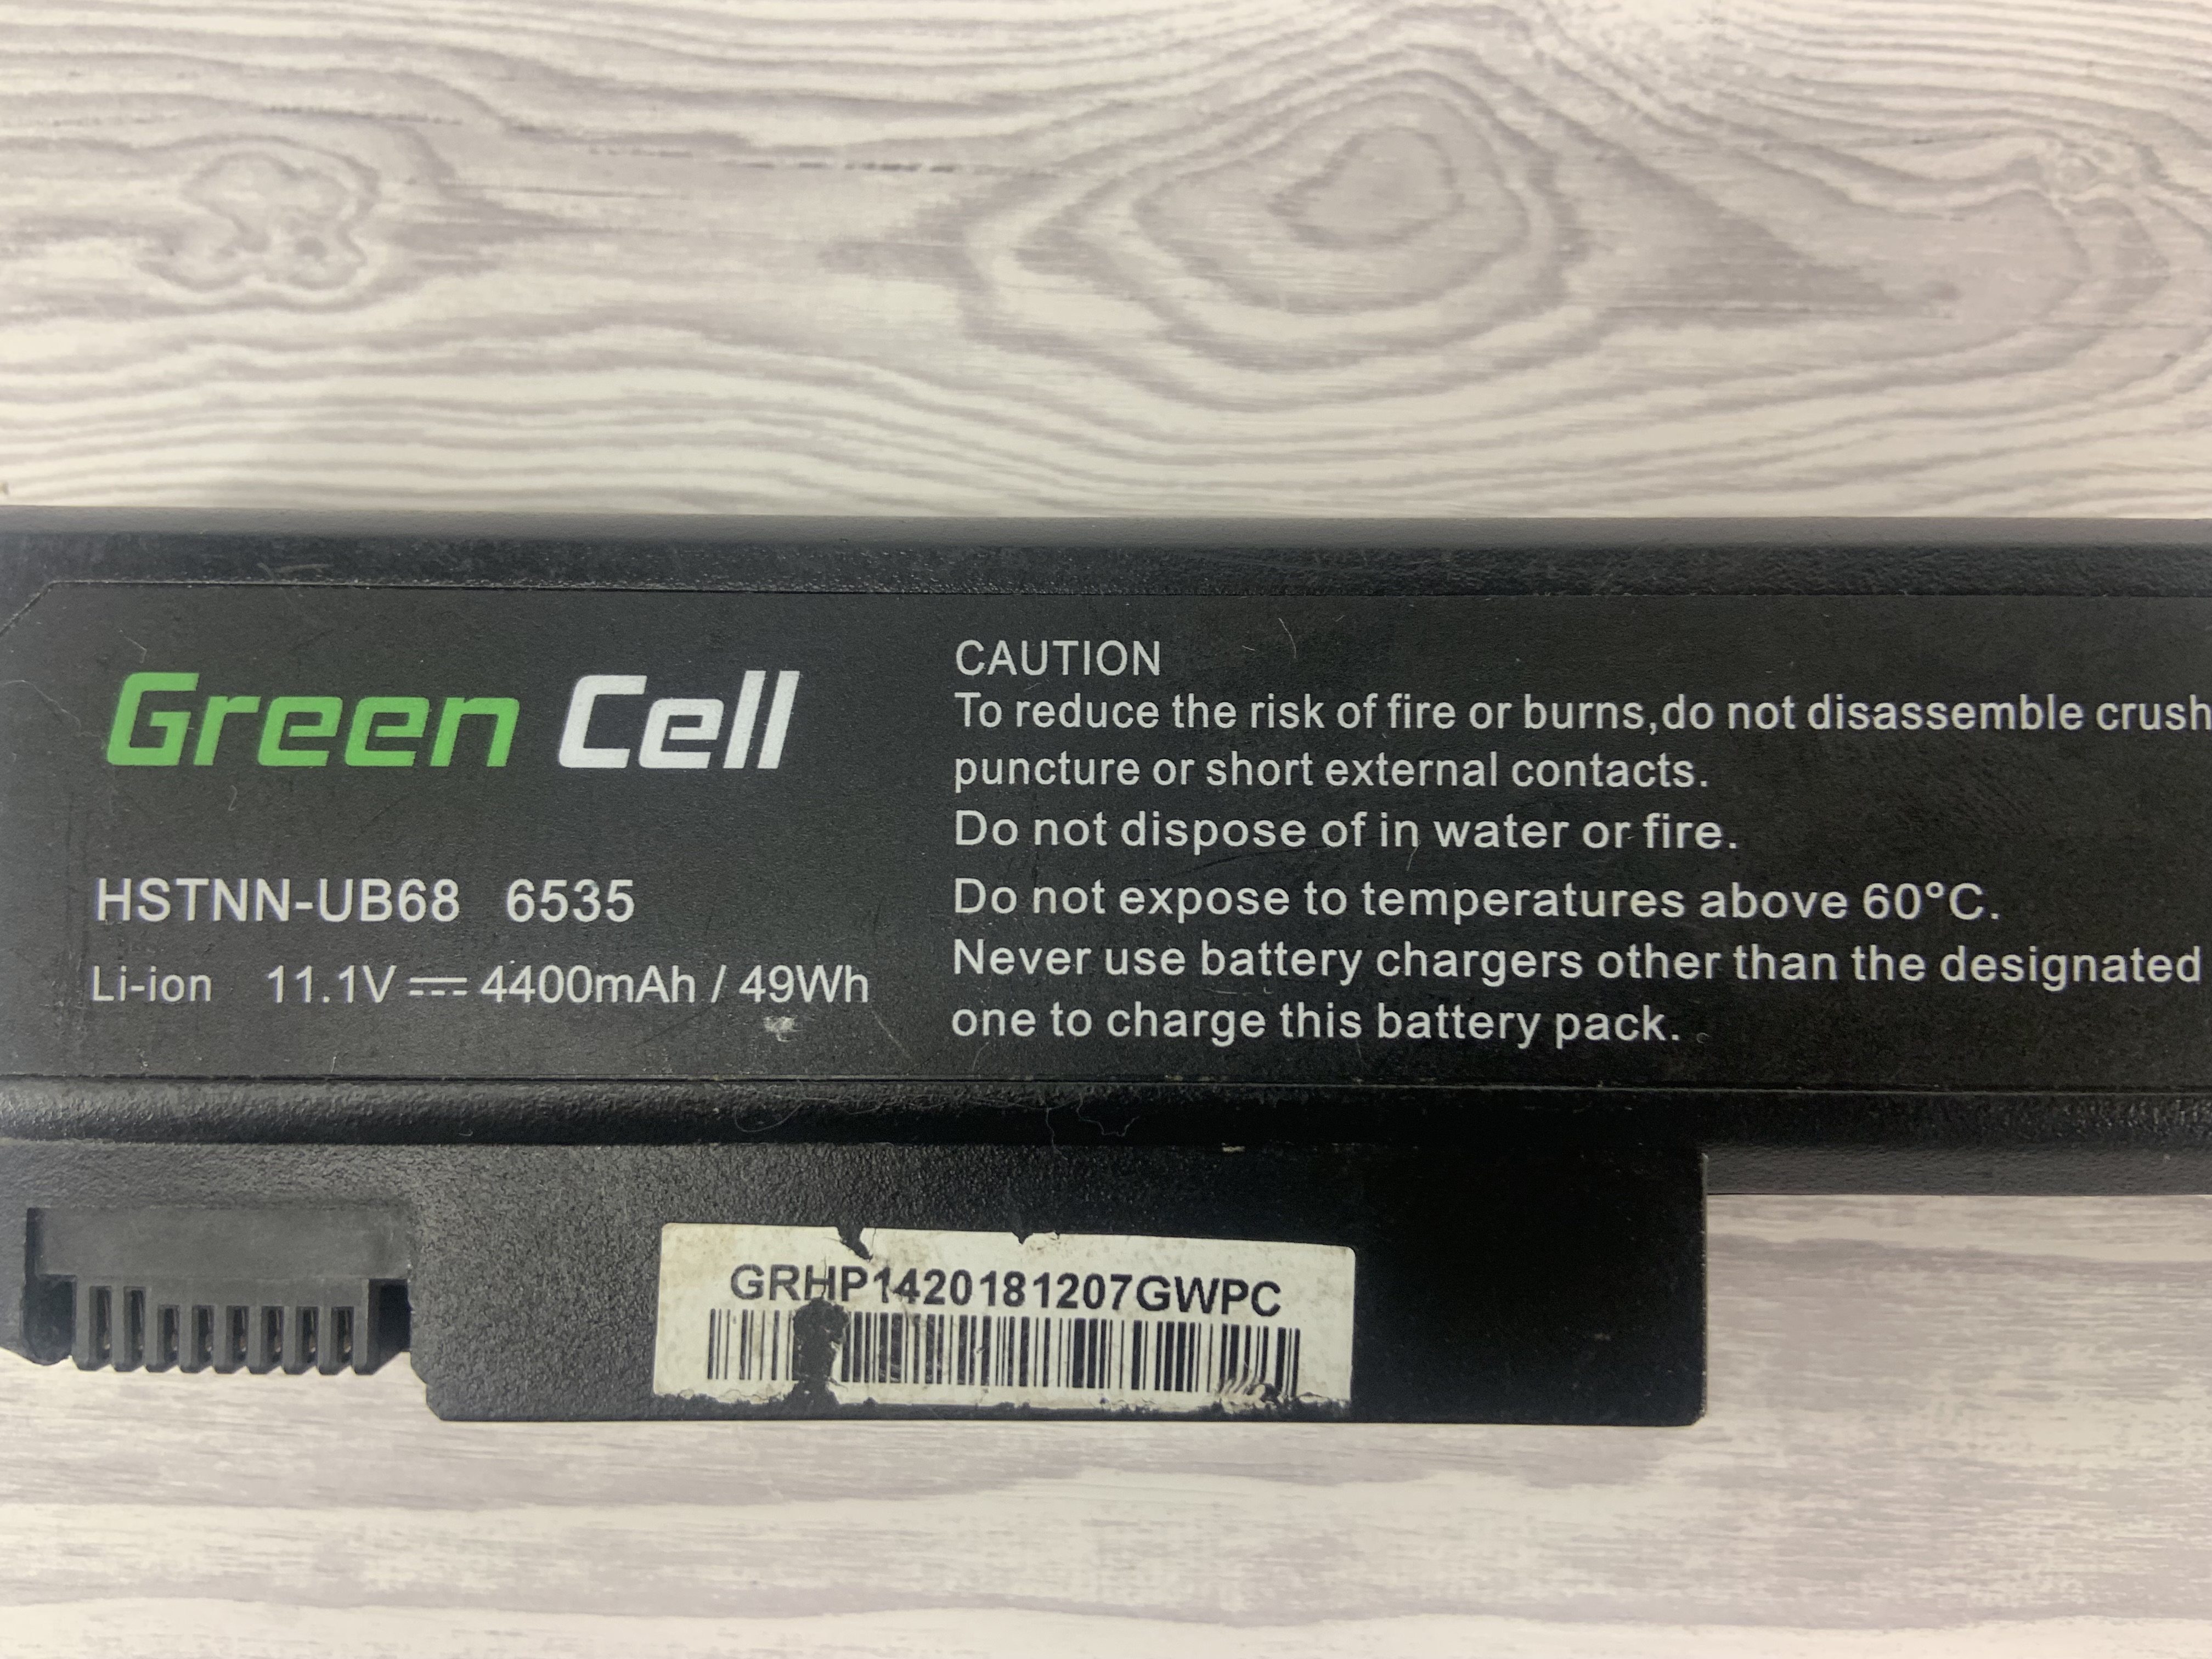 Green Cell
HSTNN-UB68 6535
Li-ion 11.1V ⎓ 4400mAh / 49Wh
CAUTION
To reduce the risk of fire or burns,do not disassemble crush
puncture or short external contacts.
Do not dispose of in water or fire.
Do not expose to temperatures above 60°C.
Never use battery chargers other than the designated
one to charge this battery pack.
GRHP1420181207GWPC